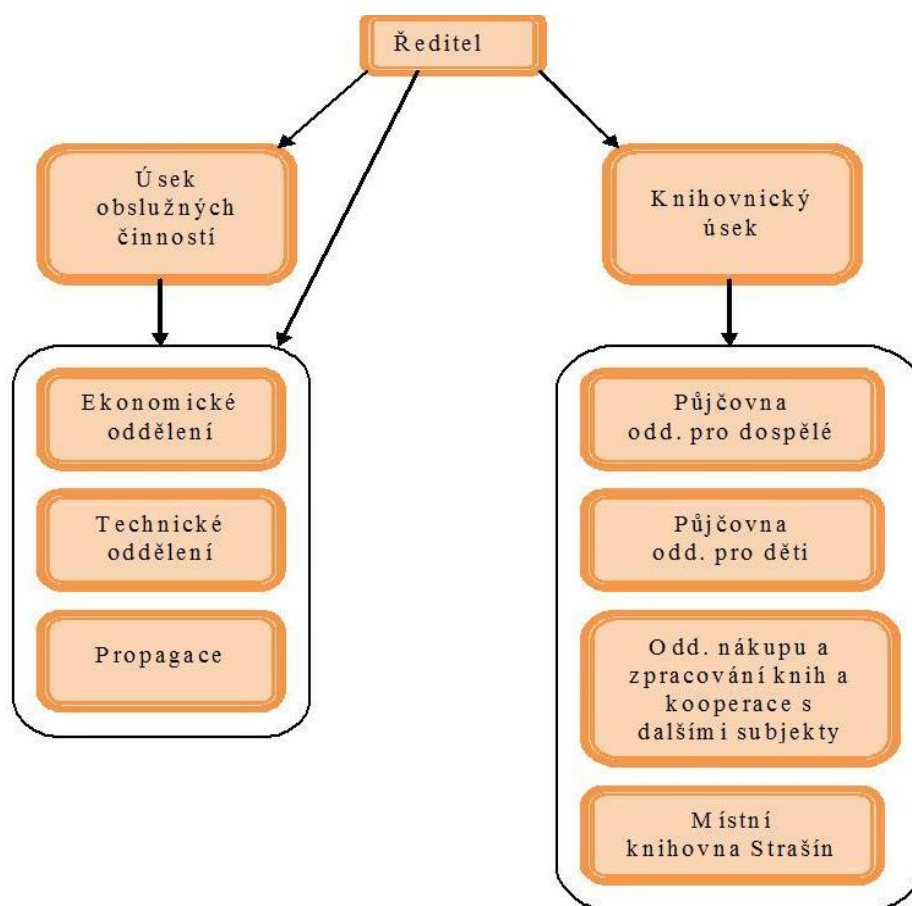 Ředitel
Úsek
obslužných
činností
Knihovnický
úsek
Ekonomické
oddělení
Technické
oddělení
Propagace
Půjčovna
odd. pro dospělé
Půjčovna
odd. pro děti
Odd. nákupu a
zpracování knih a
kooperace s
dalšími subjekty
Místní
knihovna Strašín